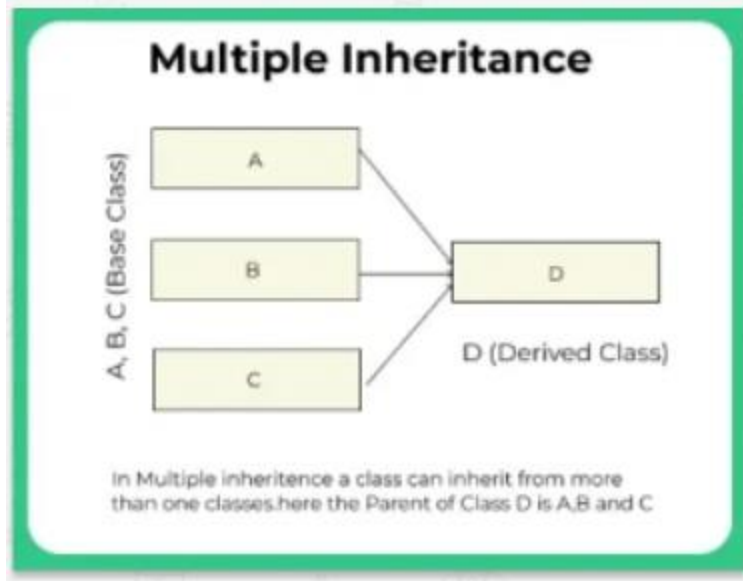 Multiple Inheritance
A, B, C (Base Class)
A
B
C
D
D (Derived Class)
In Multiple inheritence a class can inherit from more
than one classes.here the Parent of Class D is A,B and C